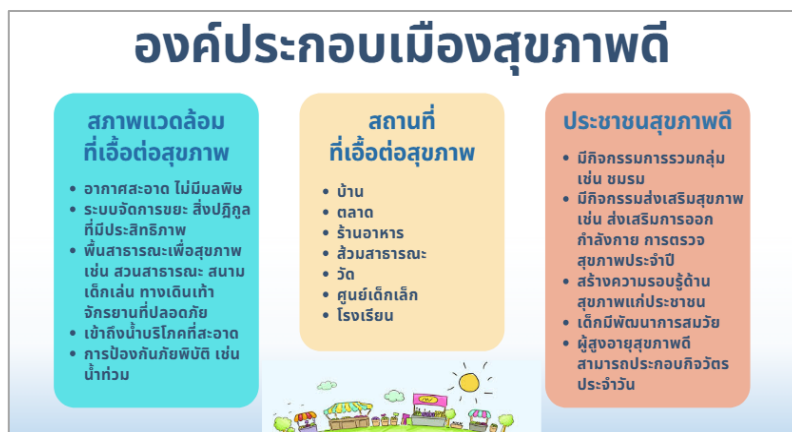 องค์ประกอบเมืองสุขภาพดี
สภาพแวดล้อม
ที่เอื้อต่อสุขภาพ
• อากาศสะอาด ไม่มีมลพิษ
• ระบบจัดการขยะ สิ่งปฏิกูล
ที่มีประสิทธิภาพ
• พื้นสาธารณะเพื่อสุขภาพ
เช่น สวนสาธารณะ สนาม
เด็กเล่น ทางเดินเท้า
จักรยานที่ปลอดภัย
• เข้าถึงน้ำบริโภคที่สะอาด
• การป้องกันภัยพิบัติ เช่น
น้ำท่วม
สถานที่
ที่เอื้อต่อสุขภาพ
• บ้าน
• ตลาด
• ร้านอาหาร
• ส้วมสาธารณะ
• วัด
• ศูนย์เด็กเล็ก
• โรงเรียน
ประชาชนสุขภาพดี
• มีกิจกรรมการรวมกลุ่ม
เช่น ชมรม
• มีกิจกรรมส่งเสริมสุขภาพ
เช่น ส่งเสริมการออก
กำลังกาย การตรวจ
สุขภาพประจำปี
• สร้างความรอบรู้ด้าน
สุขภาพแก่ประชาชน
• เด็กมีพัฒนาการสมวัย
• ผู้สูงอายุสุขภาพดี
สามารถประกอบกิจวัตร
ประจำวัน